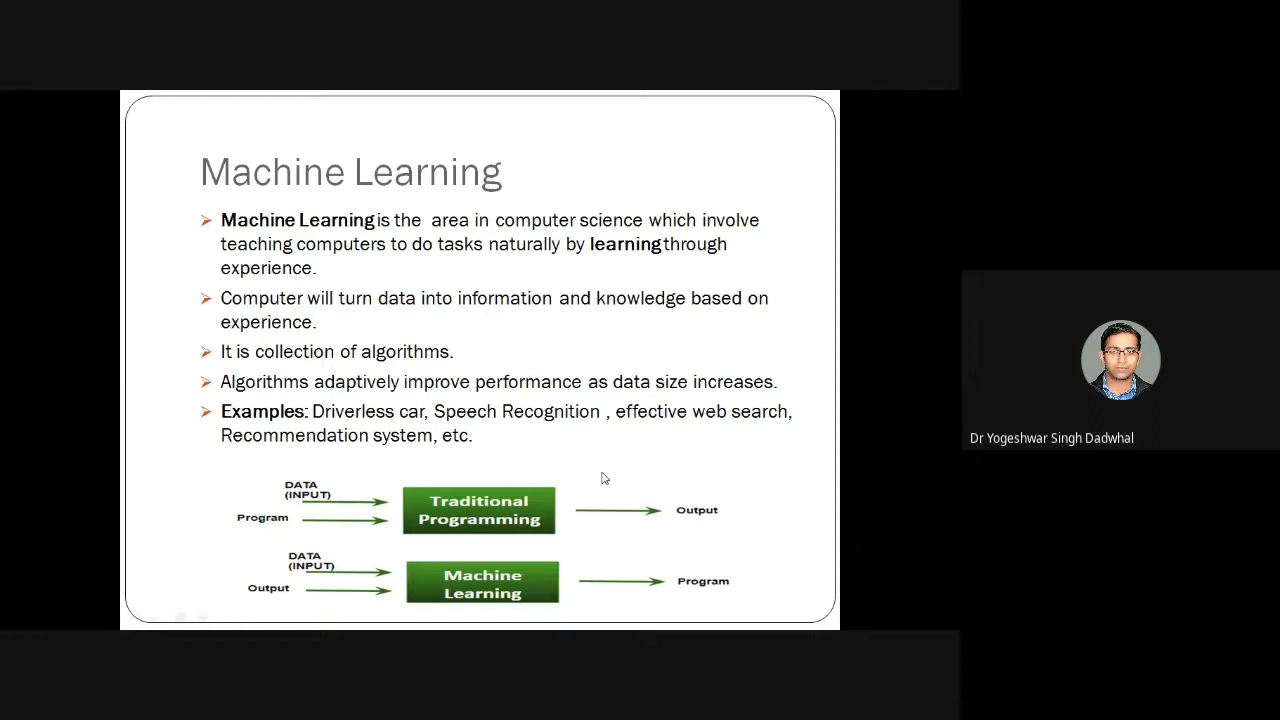 Machine Learning
Machine Learning is the area in computer science which involve
teaching computers to do tasks naturally by learning through
experience.
Computer will turn data into information and knowledge based on
experience.
It is collection of algorithms.
Algorithms adaptively improve performance as data size increases.
Examples: Driverless car, Speech Recognition , effective web search,
Recommendation system, etc.
DATA
(INPUT)
Program
Traditional
Programming
Output
DATA
(INPUT)
Output
Machine
Learning
Program
Dr Yogeshwar Singh Dadwhal